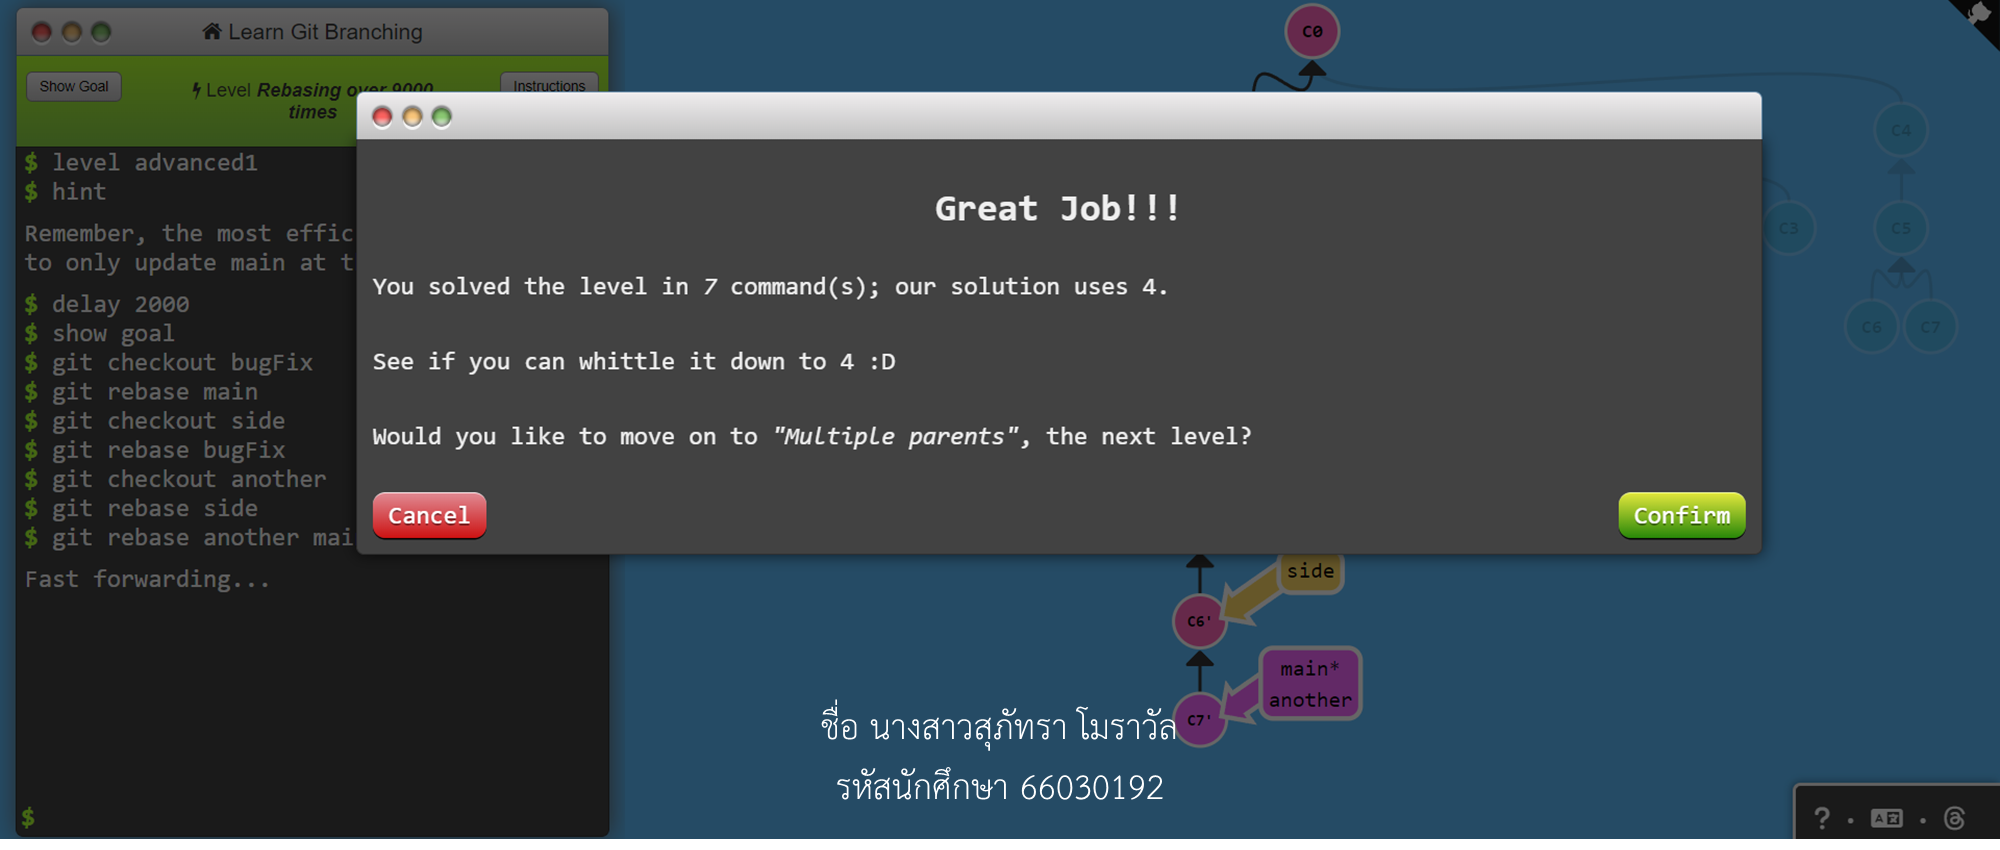 Learn Git Branching
Show Goal
Level Rebasing over 9000 times
Instructions
$ level advanced1
$ hint
Remember, the most effic
to only update main at t
$ delay 2000
$ show goal
$ git checkout bugFix
$ git rebase main
$ git checkout side
$ git rebase bugFix
$ git checkout another
$ git rebase side
$ git rebase another mai
Fast forwarding...
$
Great Job!!!
You solved the level in 7 command(s); our solution uses 4.
See if you can whittle it down to 4 :D
Would you like to move on to "Multiple parents", the next level?
Cancel
Confirm
C0
C4
C3
C5
C6
C7
side
C6'
main*
another
C7'
ชื่อ นางสาวสุภัทรา โมราวัล
รหัสนักศึกษา 66030192